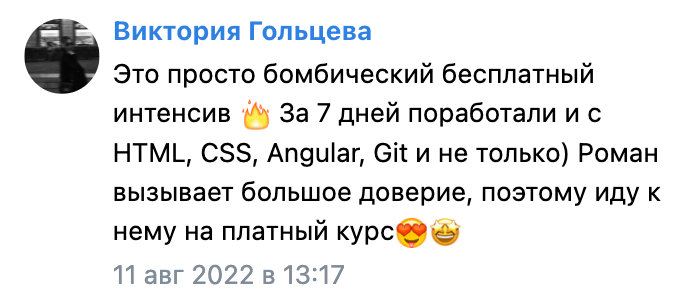 Виктория Гольцева
Это просто бомбический бесплатный
интенсив 🔥 За 7 дней поработали и с
HTML, CSS, Angular, Git и не только) Роман
вызывает большое доверие, поэтому иду к
нему на платный курс😍🤩
11 авг 2022 в 13:17